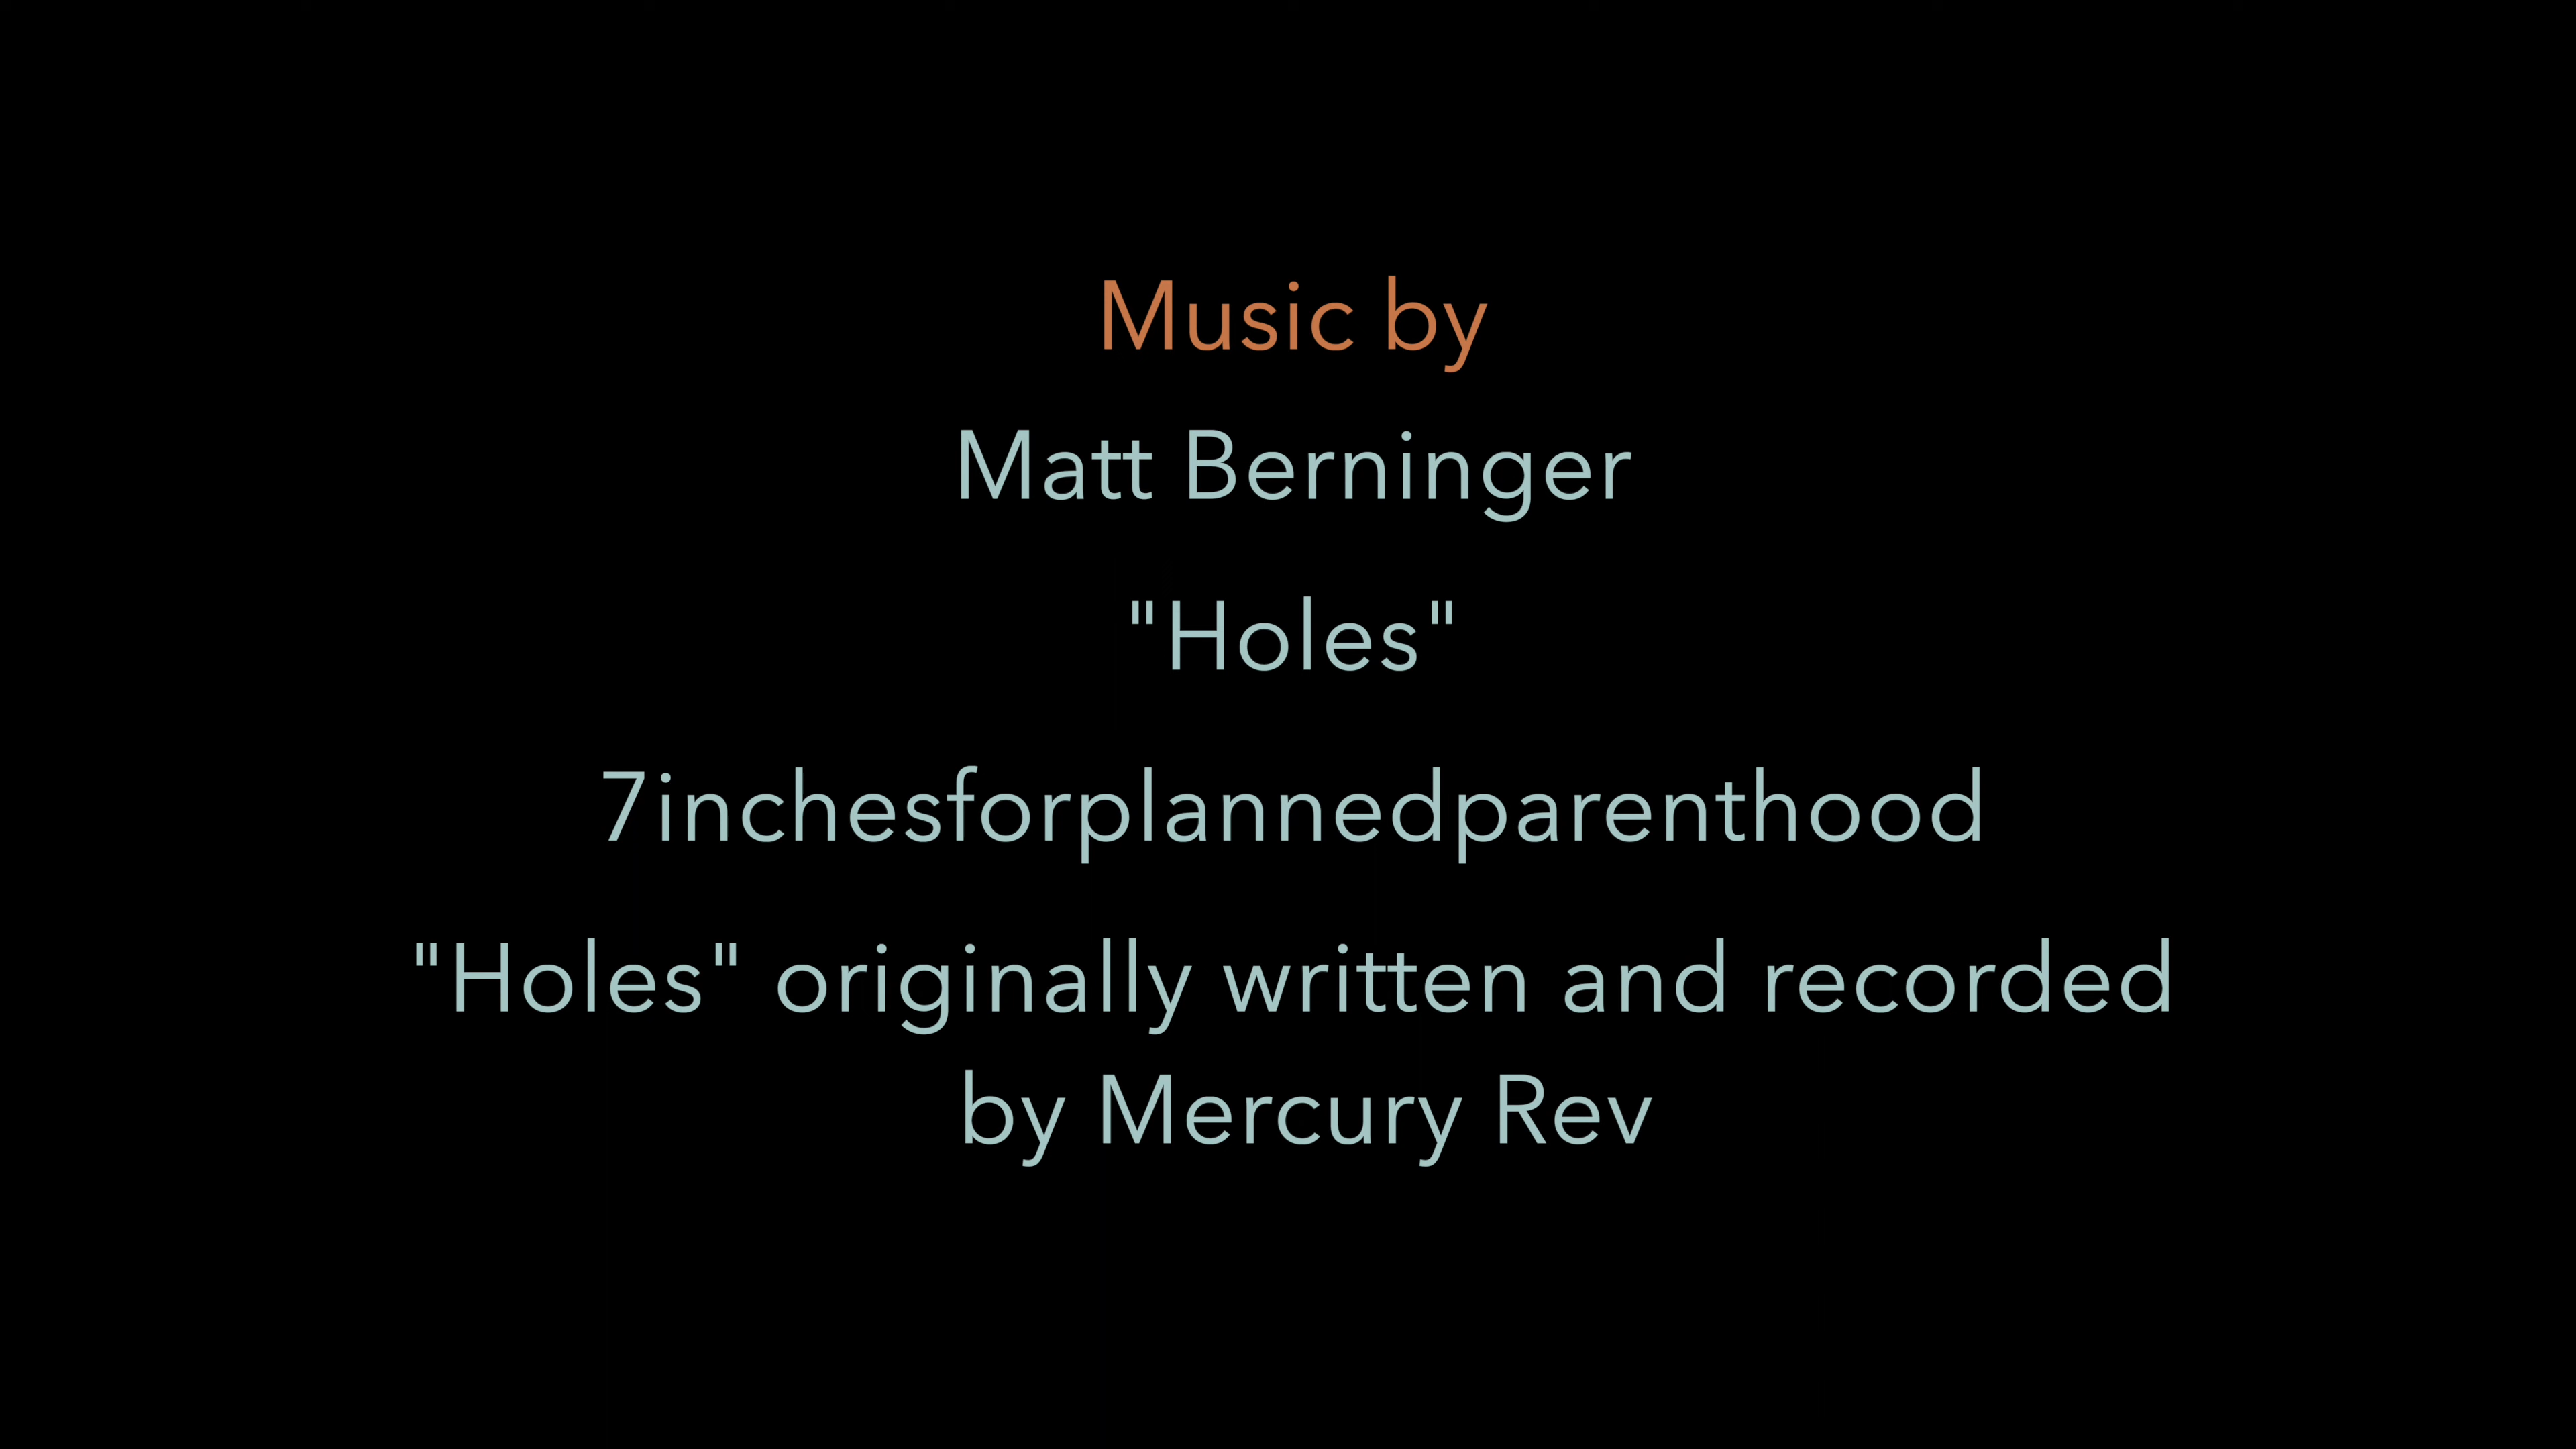 Music by
Matt Berninger
"Holes"
7inchesforplannedparenthood
"Holes" originally written and recorded
by Mercury Rev